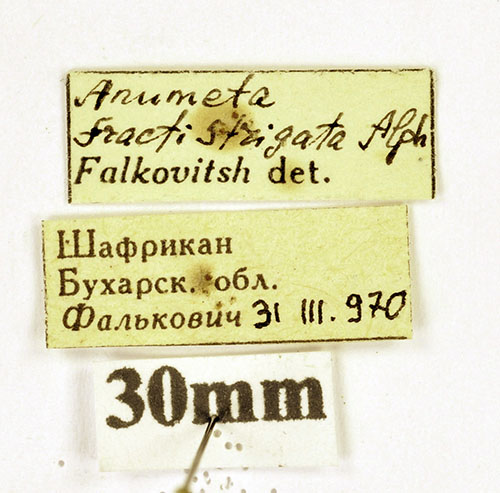 Anumeta
fractistrigata Alph
Falkovitsh det.
Шафрикан
Бухарск. обл.
Фалькович 31 III. 970
30mm